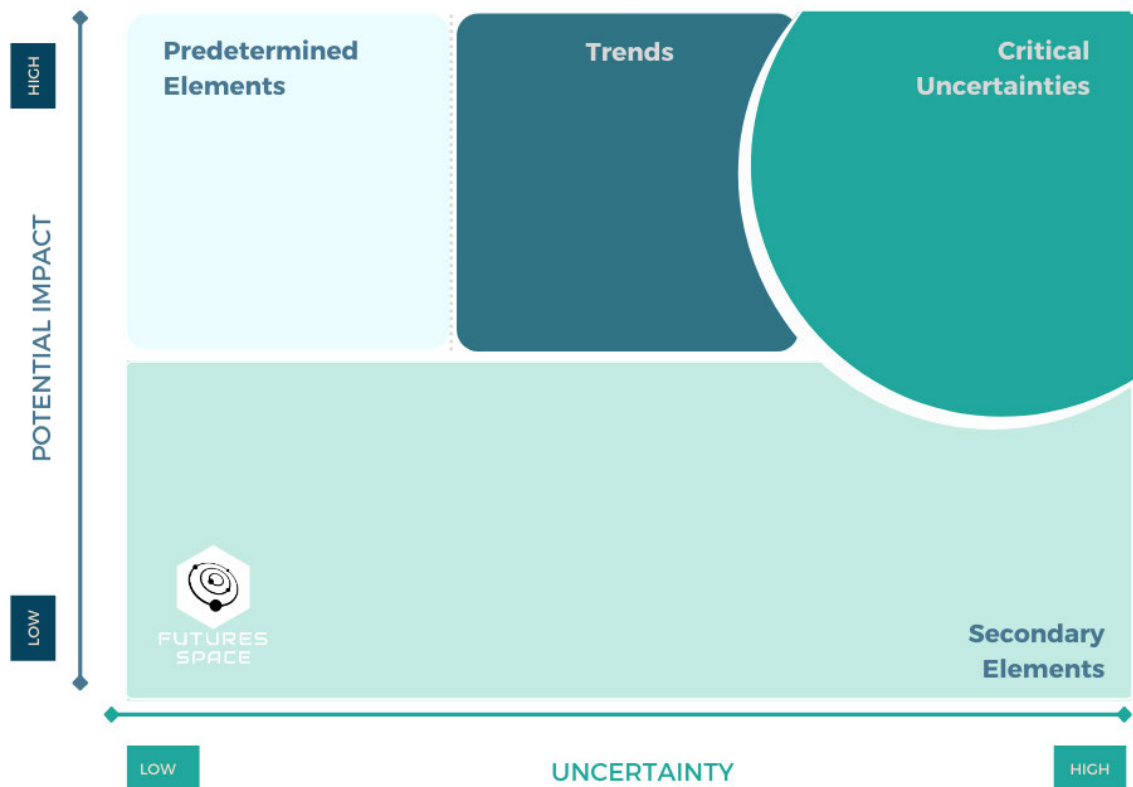 HIGH
POTENTIAL IMPACT
LOW
Predetermined
Elements
Trends
Critical
Uncertainties
FUTURES
SPACE
Secondary
Elements
LOW
UNCERTAINTY
HIGH